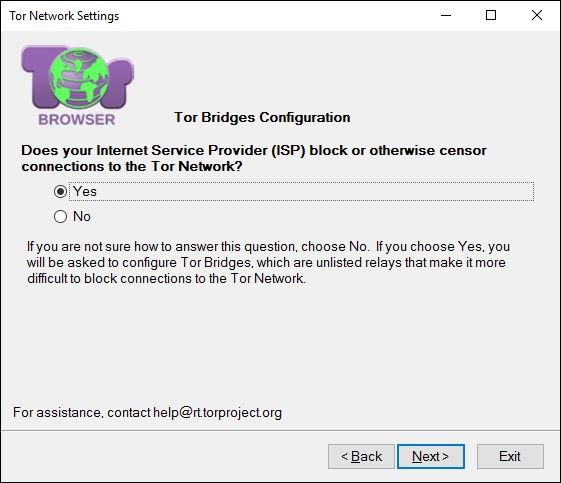 Tor Network Settings
Tor
BROWSER
Tor Bridges Configuration
Does your Internet Service Provider (ISP) block or otherwise censor
connections to the Tor Network?
Yes
No
If you are not sure how to answer this question, choose No. If you choose Yes, you
will be asked to configure Tor Bridges, which are unlisted relays that make it more
difficult to block connections to the Tor Network.
For assistance, contact help@rt.torproject.org
< Back
Next >
Exit